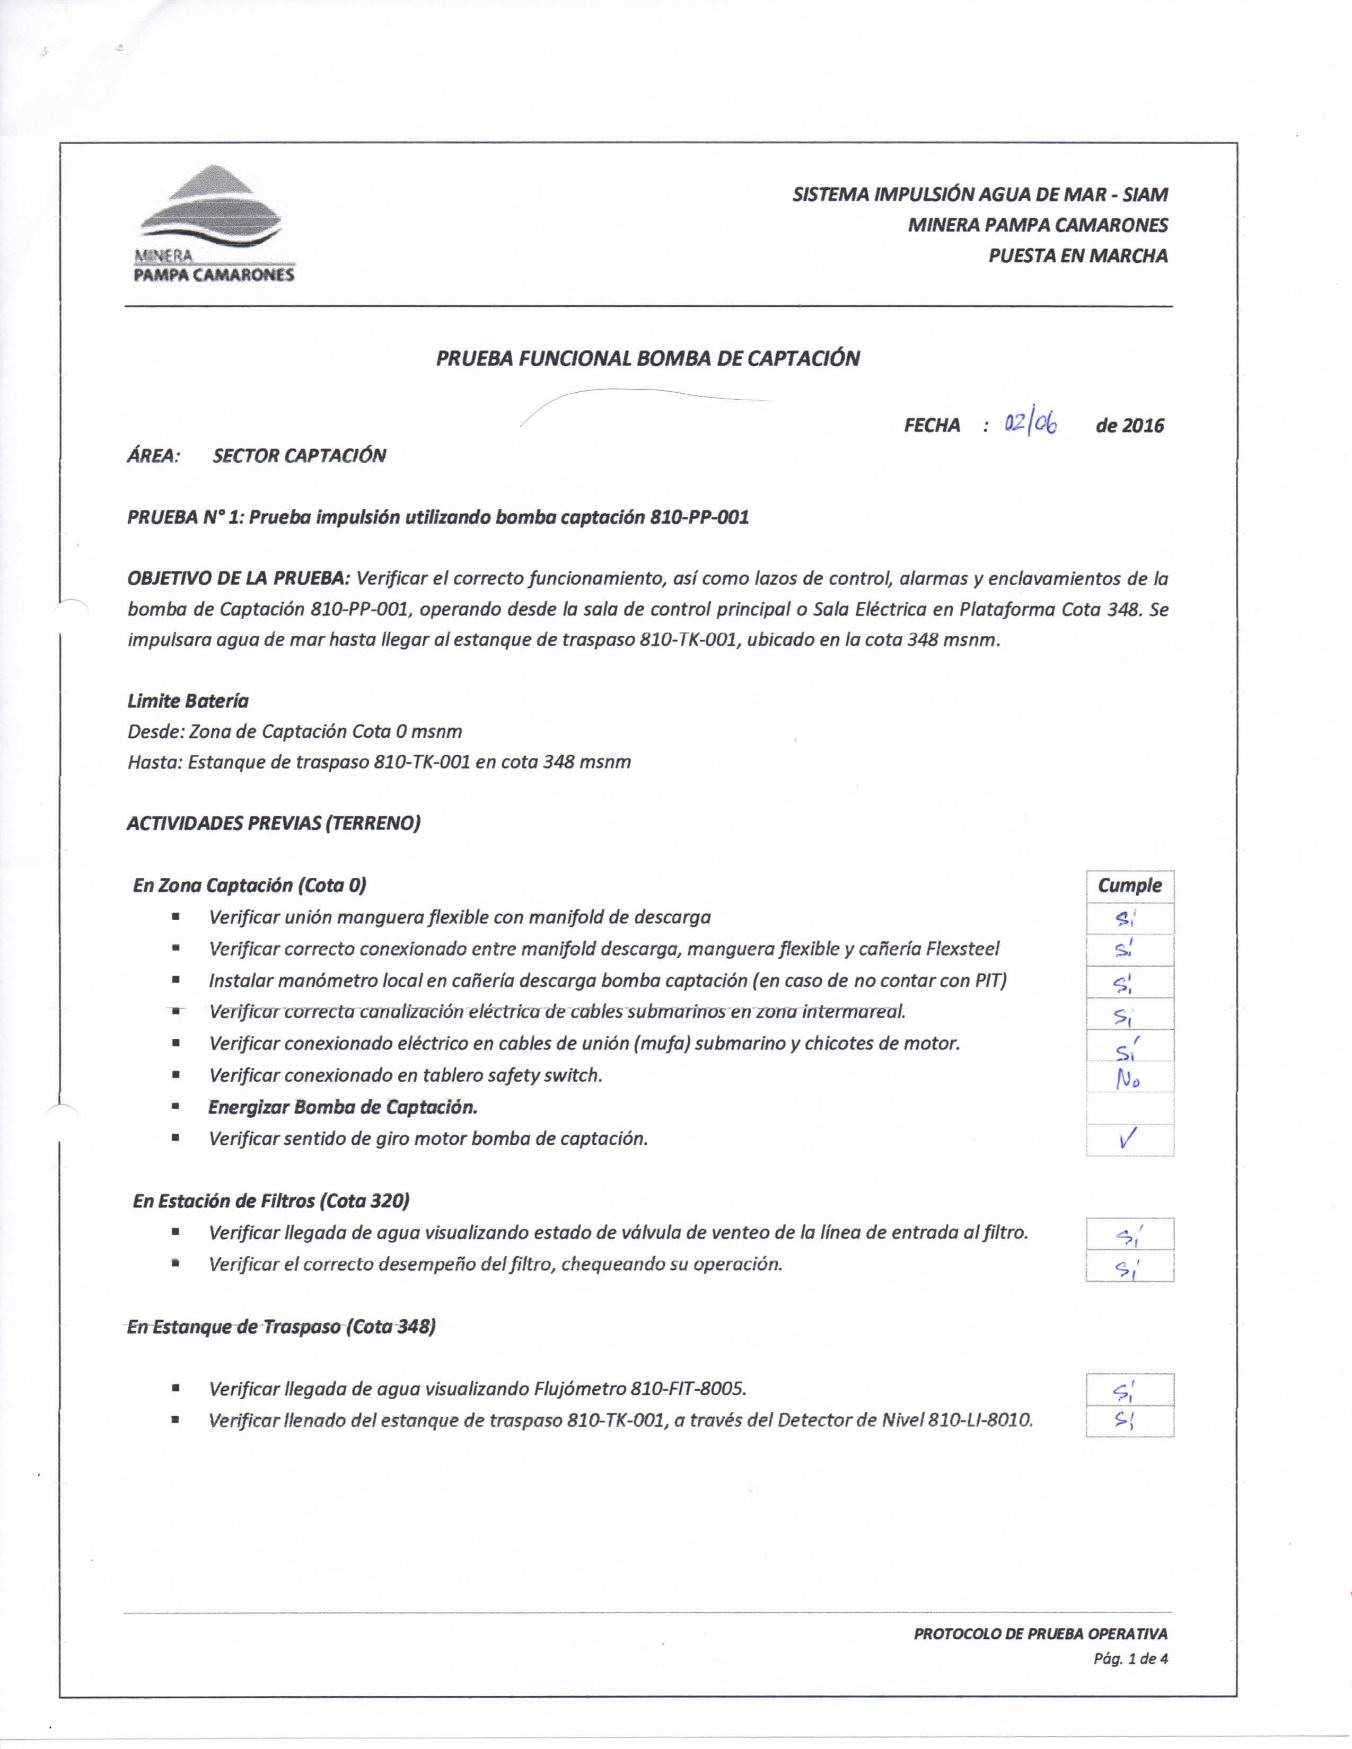 MINERA
PAMPA CAMARONES
SISTEMA IMPULSIÓN AGUA DE MAR - SIAM
MINERA PAMPA CAMARONES
PUESTA EN MARCHA
PRUEBA FUNCIONAL BOMBA DE CAPTACIÓN
FECHA : 02/06 de 2016
ÁREA: SECTOR CAPTACIÓN
PRUEBA N° 1: Prueba impulsión utilizando bomba captación 810-PP-001
OBJETIVO DE LA PRUEBA: Verificar el correcto funcionamiento, así como lazos de control, alarmas y enclavamientos de la
bomba de Captación 810-PP-001, operando desde la sala de control principal o Sala Eléctrica en Plataforma Cota 348. Se
impulsara agua de mar hasta llegar al estanque de traspaso 810-TK-001, ubicado en la cota 348 msnm.
Limite Batería
Desde: Zona de Captación Cota 0 msnm
Hasta: Estanque de traspaso 810-TK-001 en cota 348 msnm
ACTIVIDADES PREVIAS (TERRENO)
En Zona Captación (Cota 0) Cumple
▪ Verificar unión manguera flexible con manifold de descarga Sí
▪ Verificar correcto conexionado entre manifold descarga, manguera flexible y cañería Flexsteel Sí
▪ Instalar manómetro local en cañería descarga bomba captación (en caso de no contar con PIT) Sí
▪ Verificar correcta canalización eléctrica de cables submarinos en zona intermareal. Si
▪ Verificar conexionado eléctrico en cables de unión (mufa) submarino y chicotes de motor. Sí
▪ Verificar conexionado en tablero safety switch. No
▪ Energizar Bomba de Captación.
▪ Verificar sentido de giro motor bomba de captación. ✓
En Estación de Filtros (Cota 320)
▪ Verificar llegada de agua visualizando estado de válvula de venteo de la línea de entrada al filtro. Sí
▪ Verificar el correcto desempeño del filtro, chequeando su operación. Sí
En Estanque de Traspaso (Cota 348)
▪ Verificar llegada de agua visualizando Flujómetro 810-FIT-8005. Sí
▪ Verificar llenado del estanque de traspaso 810-TK-001, a través del Detector de Nivel 810-LI-8010. Sí
PROTOCOLO DE PRUEBA OPERATIVA
Pág. 1 de 4